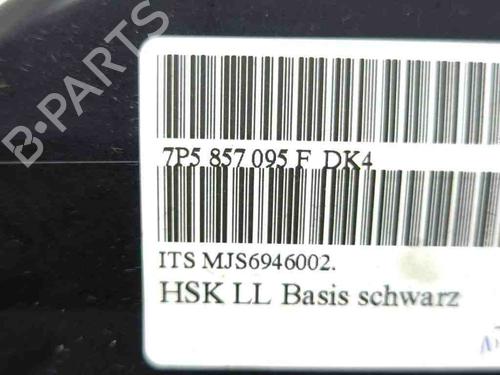 7P5 857 095 F DK4
ITS MJS6946002.
HSK LL Basis schwarz
B-PARTS